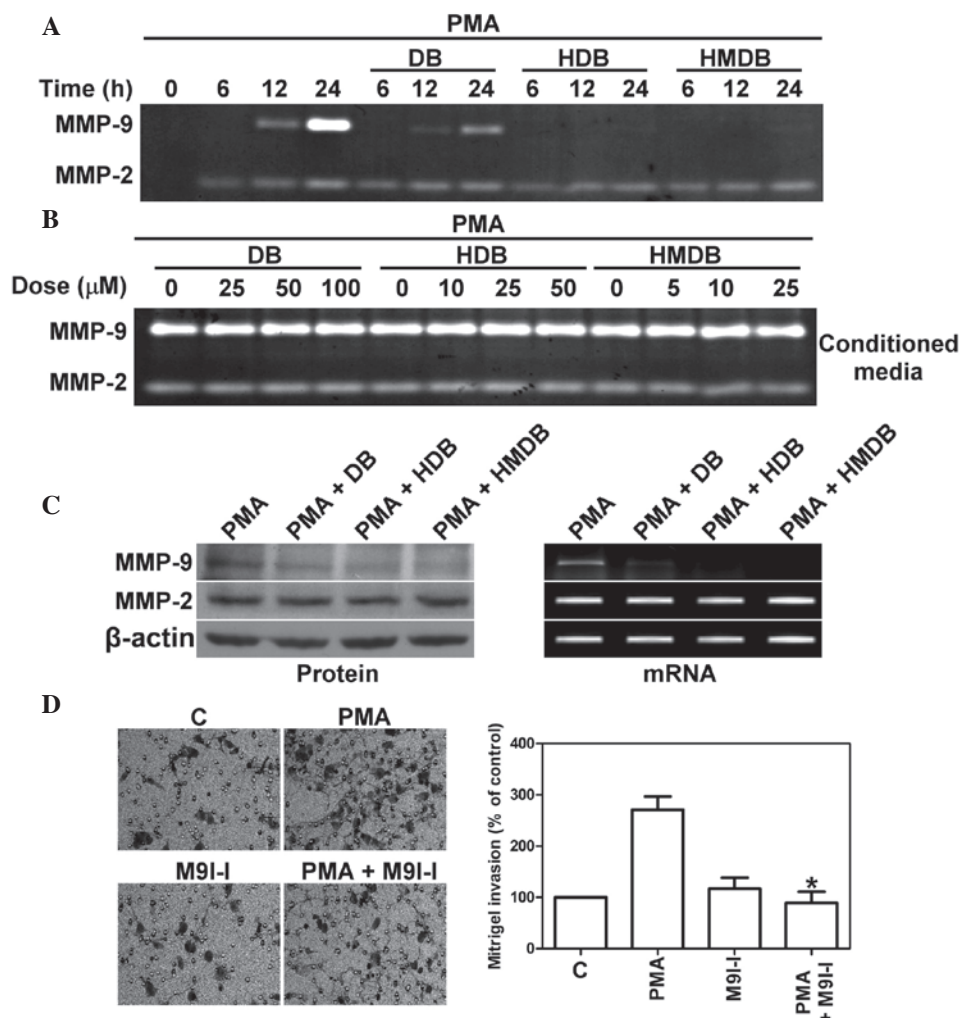 A
PMA
DB HDB HMDB
Time (h) 0 6 12 24 6 12 24 6 12 24 6 12 24
MMP-9
MMP-2
B
PMA
DB HDB HMDB
Dose (μM) 0 25 50 100 0 10 25 50 0 5 10 25
MMP-9
MMP-2
Conditioned
media
C
PMA PMA + DB PMA + HDB PMA + HMDB
PMA PMA + DB PMA + HDB PMA + HMDB
MMP-9
MMP-2
β-actin
Protein mRNA
D
C PMA
M9I-I PMA + M9I-I
Mitrigel invasion (% of control)
400
300
200
100
0
*
C PMA M9I-I PMA
+ M9I-I